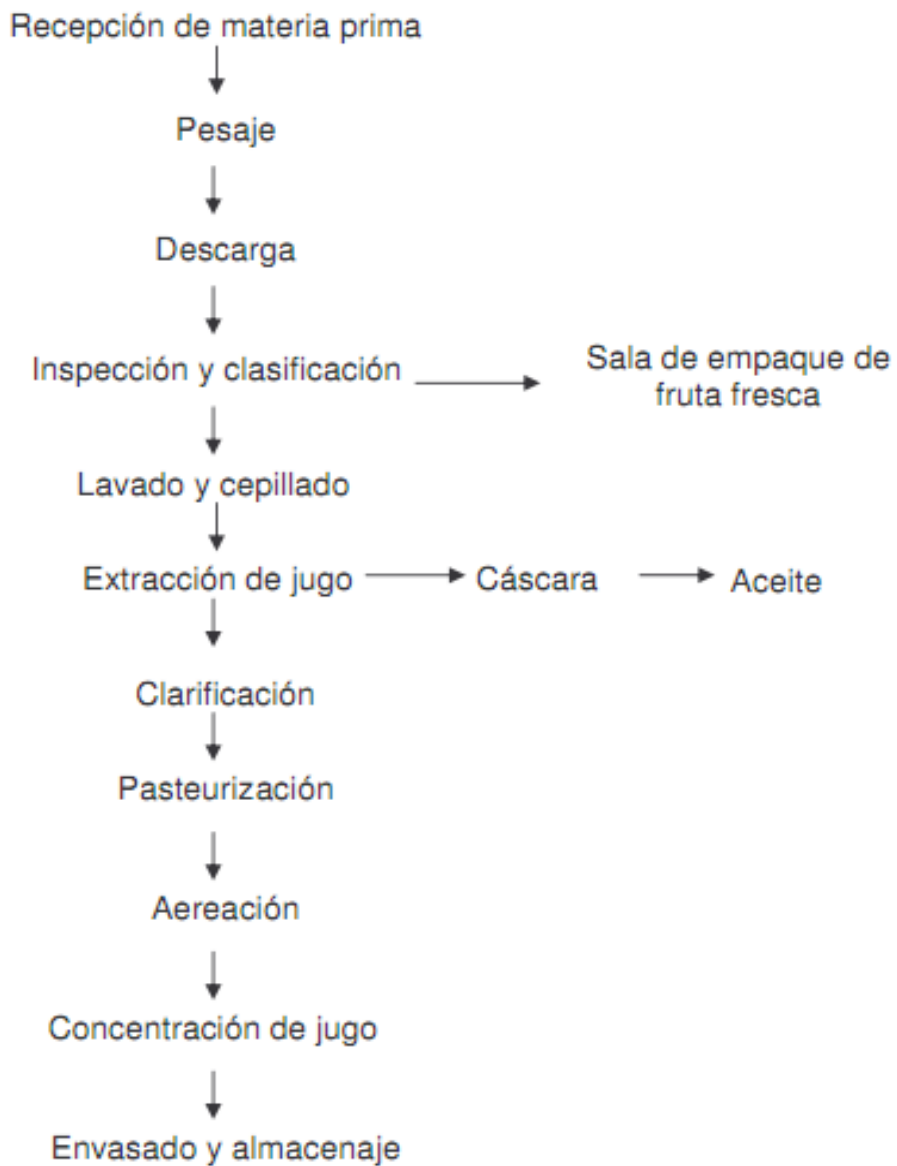 Recepción de materia prima
Pesaje
Descarga
Inspección y clasificación
Sala de empaque de
fruta fresca
Lavado y cepillado
Extracción de jugo
Cáscara
Aceite
Clarificación
Pasteurización
Aereación
Concentración de jugo
Envasado y almacenaje